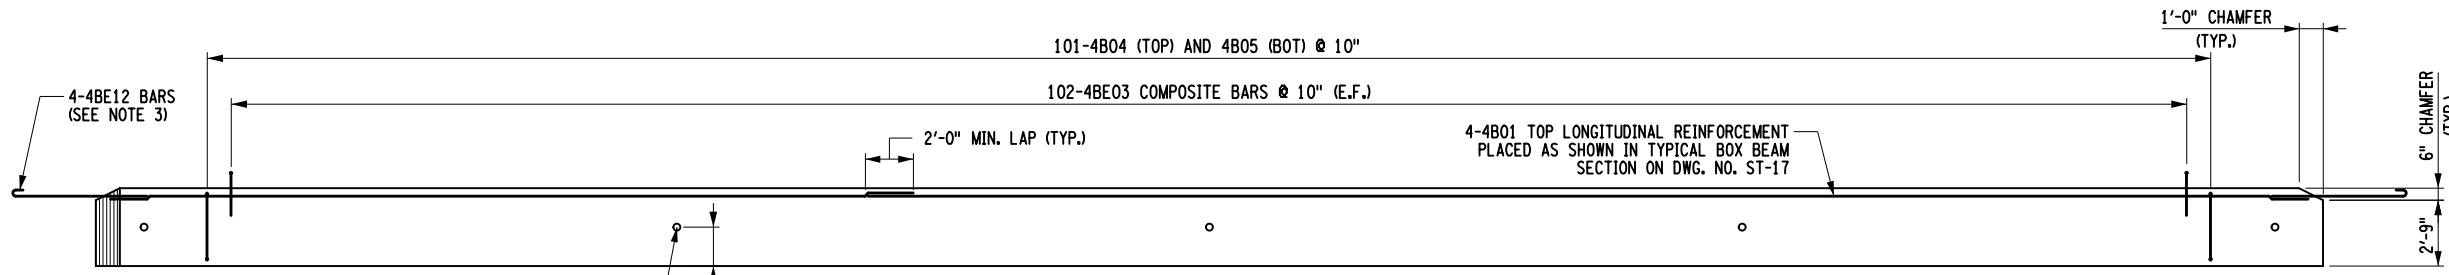 1'-0" CHAMFER
(TYP.)
101-4B04 (TOP) AND 4B05 (BOT) @ 10"
4-4BE12 BARS
(SEE NOTE 3)
102-4BE03 COMPOSITE BARS @ 10" (E.F.)
2'-0" MIN. LAP (TYP.)
4-4B01 TOP LONGITUDINAL REINFORCEMENT
PLACED AS SHOWN IN TYPICAL BOX BEAM
SECTION ON DWG. NO. ST-17
6" CHAMFER
(TYP.)
2'-9"